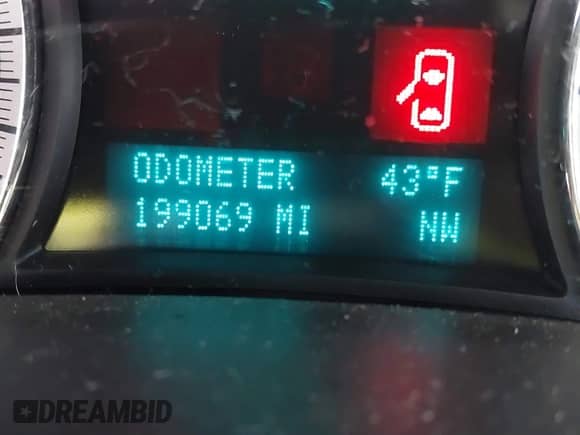 ODOMETER 43°F
199069 MI NW
DREAMBID